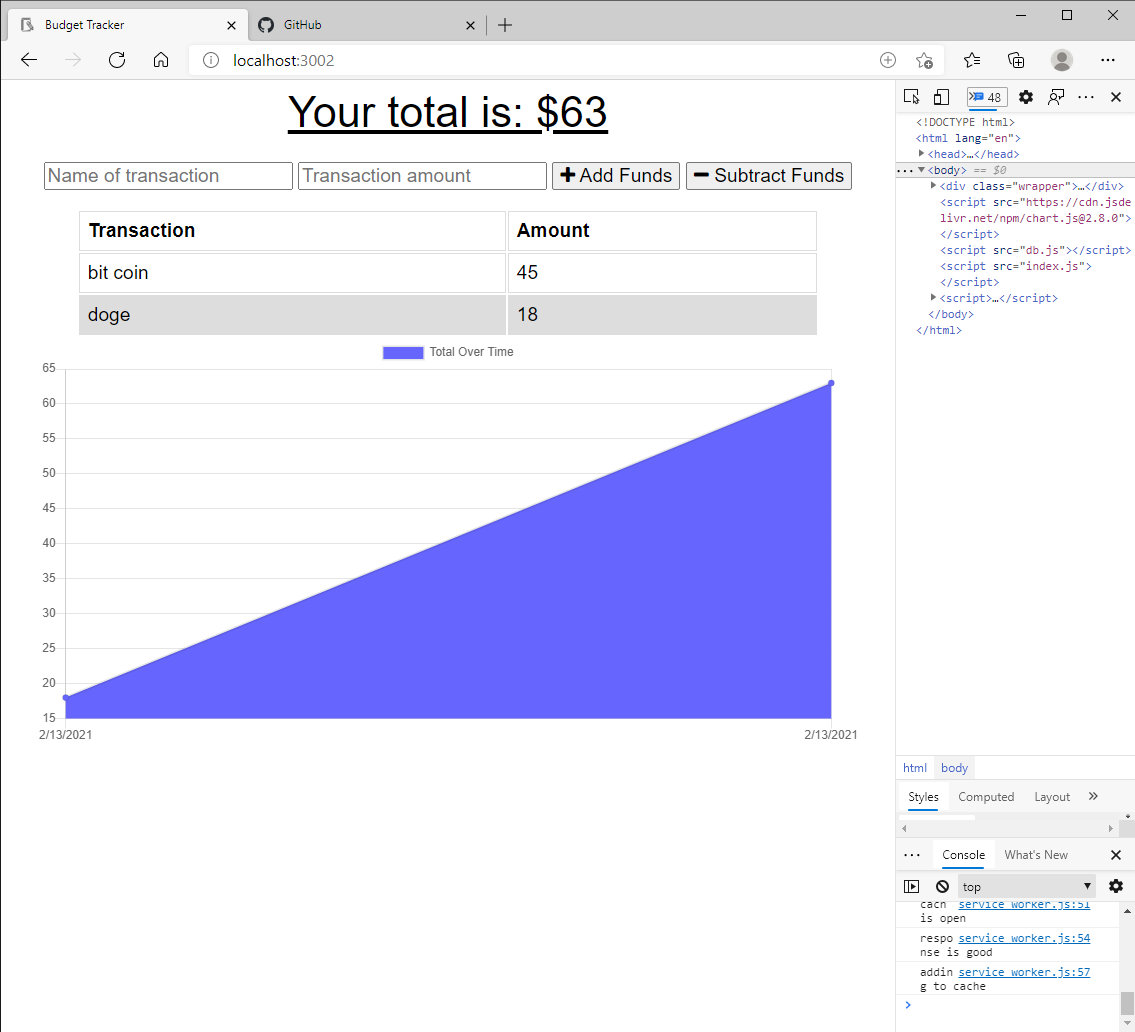 Budget Tracker
GitHub
localhost:3002
Your total is: $63
Name of transaction
Transaction amount
Add Funds
Subtract Funds
Transaction Amount
bit coin 45
doge 18
Total Over Time
65
60
55
50
45
40
35
30
25
20
15
2/13/2021 2/13/2021
48
<!DOCTYPE html>
<html lang="en">
<head>…</head>
<body> == $0
<div class="wrapper">…</div>
<script src="https://cdn.jsde
livr.net/npm/chart.js@2.8.0">
</script>
<script src="db.js"></script>
<script src="index.js">
</script>
<script>…</script>
</body>
</html>
html body
Styles Computed Layout
Console What's New
top
cach service worker.js:51
is open
respo service worker.js:54
nse is good
addin service worker.js:57
g to cache